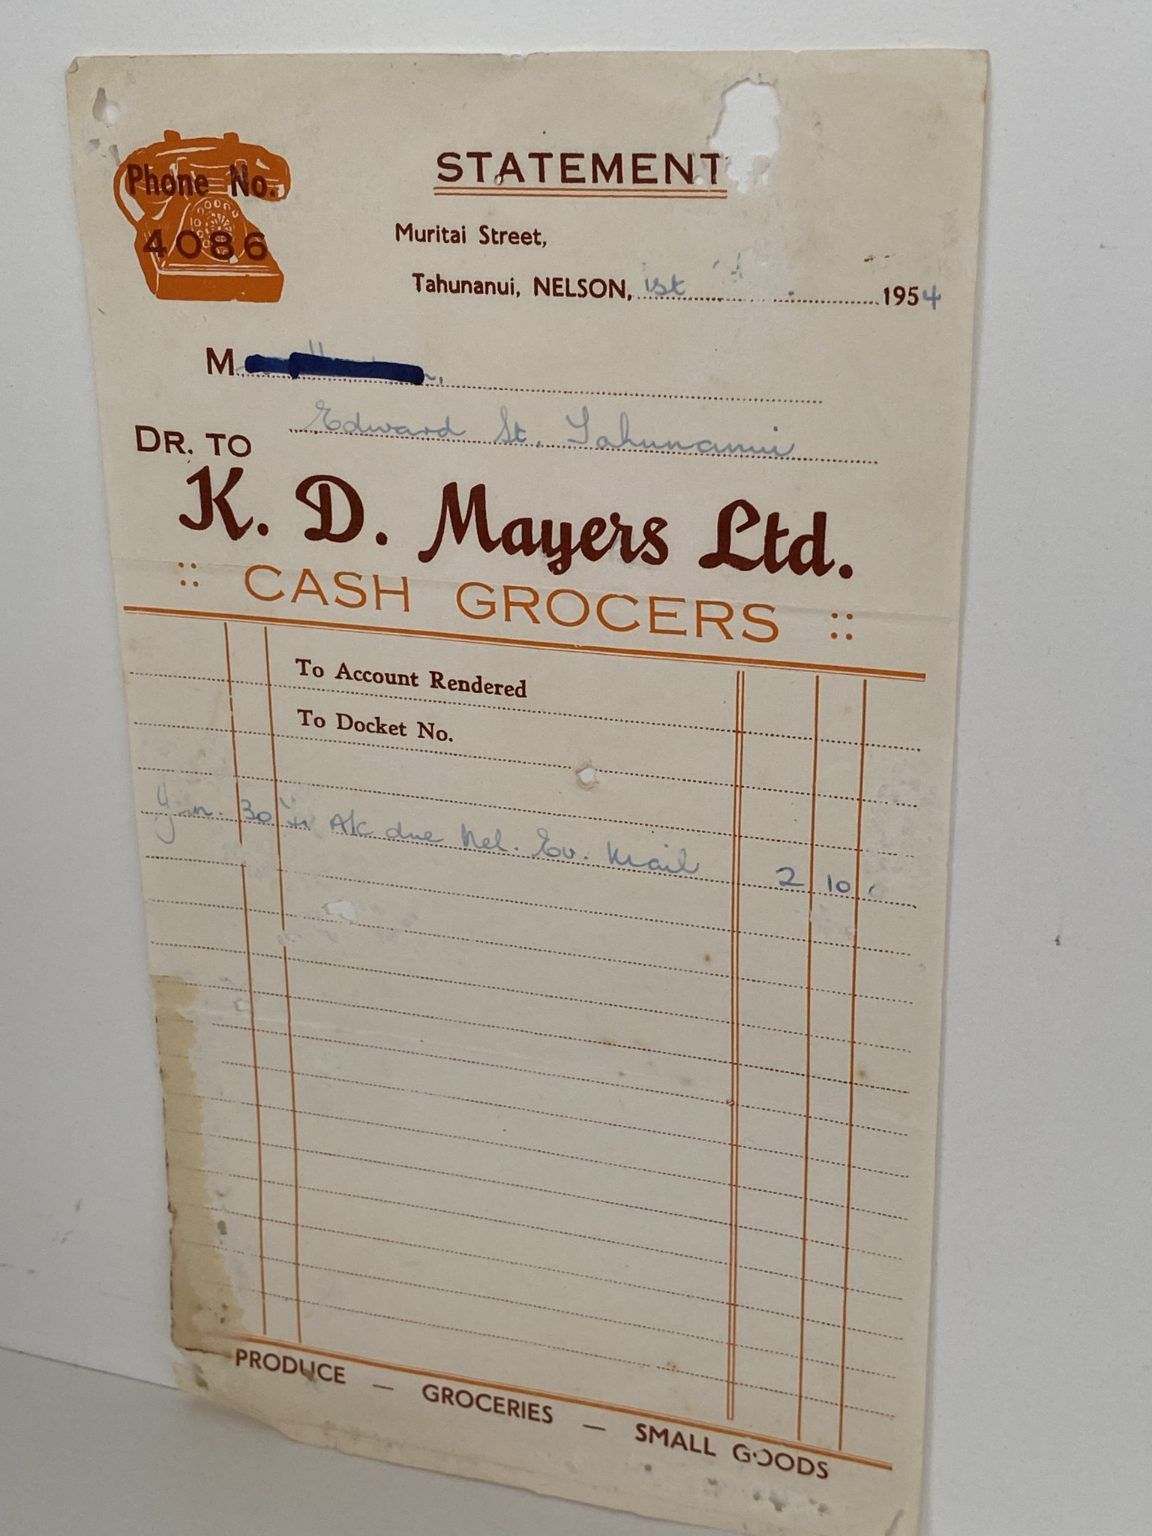 STATEMENT
Phone No.
4086
Muritai Street,
Tahunanui, NELSON, 1st 1954
M
Edward St. Tahunanui
DR. TO
K. D. Mayers Ltd.
:: CASH GROCERS ::
To Account Rendered
To Docket No.
Jan. 30 A/c due Nel. Ev. Mail 2 10
PRODUCE — GROCERIES — SMALL GOODS